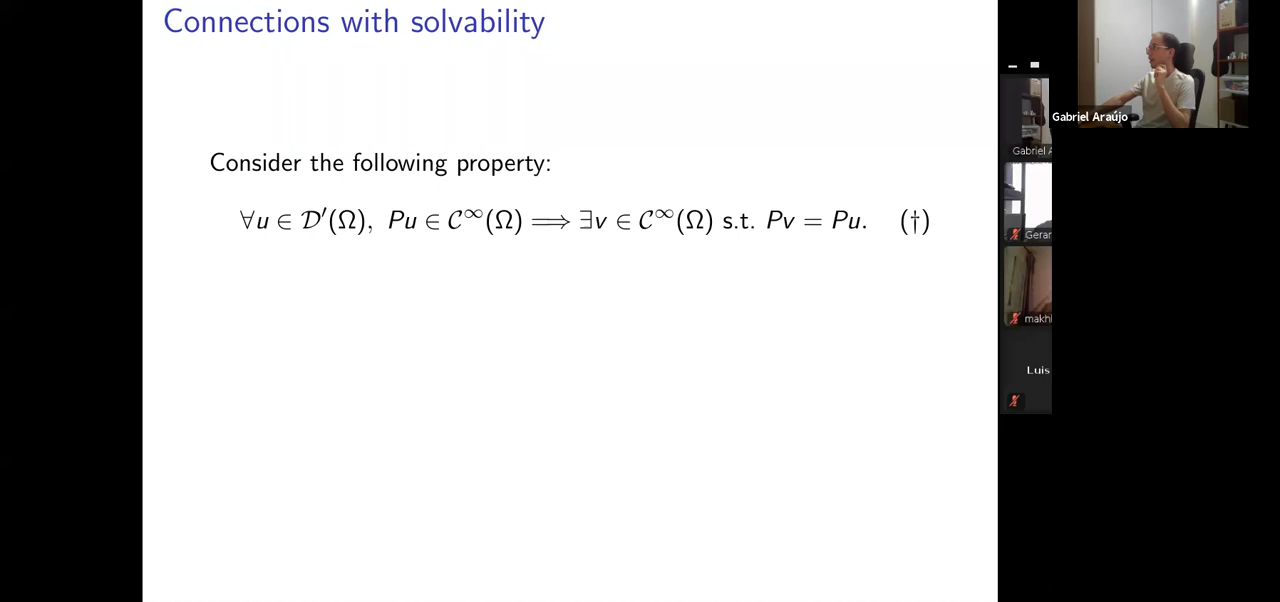 Connections with solvability
Consider the following property:
∀u ∈ 𝒟′(Ω), Pu ∈ 𝒞^∞(Ω) ⟹ ∃v ∈ 𝒞^∞(Ω) s.t. Pv = Pu. (†)
Gabriel Araújo
Gabriel A
Gerar
makhl
Luis